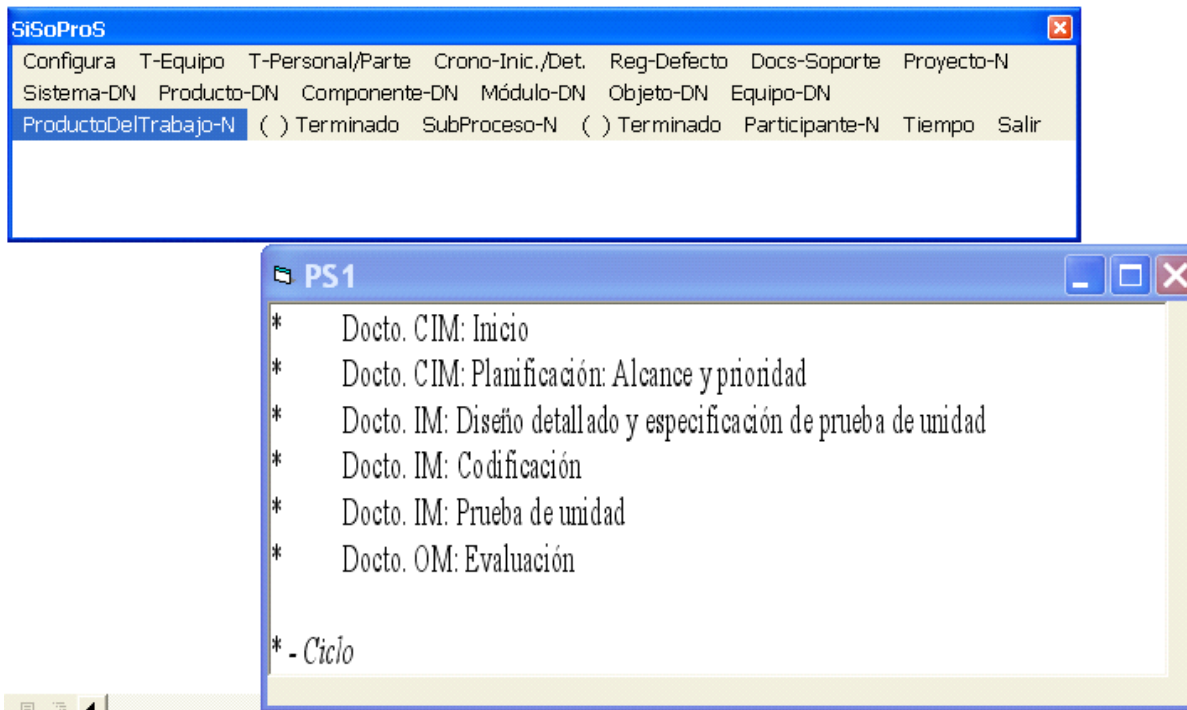 SiSoProS
Configura T-Equipo T-Personal/Parte Crono-Inic./Det. Reg-Defecto Docs-Soporte Proyecto-N
Sistema-DN Producto-DN Componente-DN Módulo-DN Objeto-DN Equipo-DN
ProductoDelTrabajo-N ( ) Terminado SubProceso-N ( ) Terminado Participante-N Tiempo Salir
PS1
* Docto. CIM: Inicio
* Docto. CIM: Planificación: Alcance y prioridad
* Docto. IM: Diseño detallado y especificación de prueba de unidad
* Docto. IM: Codificación
* Docto. IM: Prueba de unidad
* Docto. OM: Evaluación
* - Ciclo